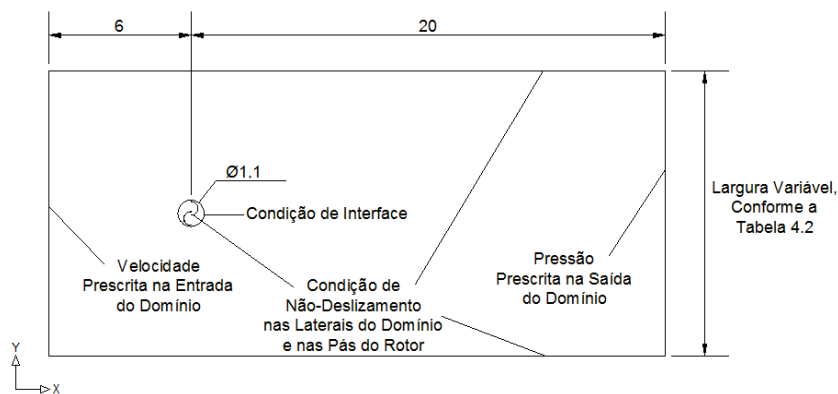 6
20
Ø1.1
Condição de Interface
Largura Variável,
Conforme a
Tabela 4.2
Velocidade
Prescrita na Entrada
do Domínio
Condição de
Não-Deslizamento
nas Laterais do Domínio
e nas Pás do Rotor
Pressão
Prescrita na Saída
do Domínio
Y
X